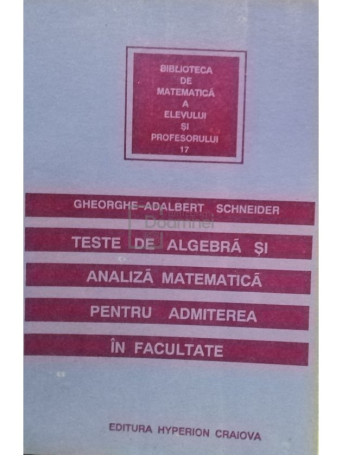 BIBLIOTECA
DE
MATEMATICĂ
A
ELEVULUI
ŞI
PROFESORULUI
17
GHEORGHE-ADALBERT SCHNEIDER
TESTE DE ALGEBRĂ ŞI
ANALIZĂ MATEMATICĂ
PENTRU ADMITEREA
ÎN FACULTATE
EDITURA HYPERION CRAIOVA